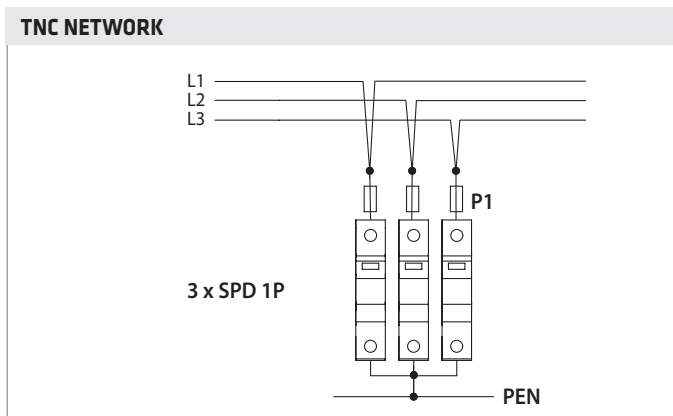 TNC NETWORK
L1
L2
L3
P1
3 x SPD 1P
PEN